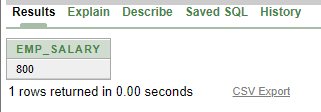 Results Explain Describe Saved SQL History
EMP_SALARY
800
1 rows returned in 0.00 seconds CSV Export